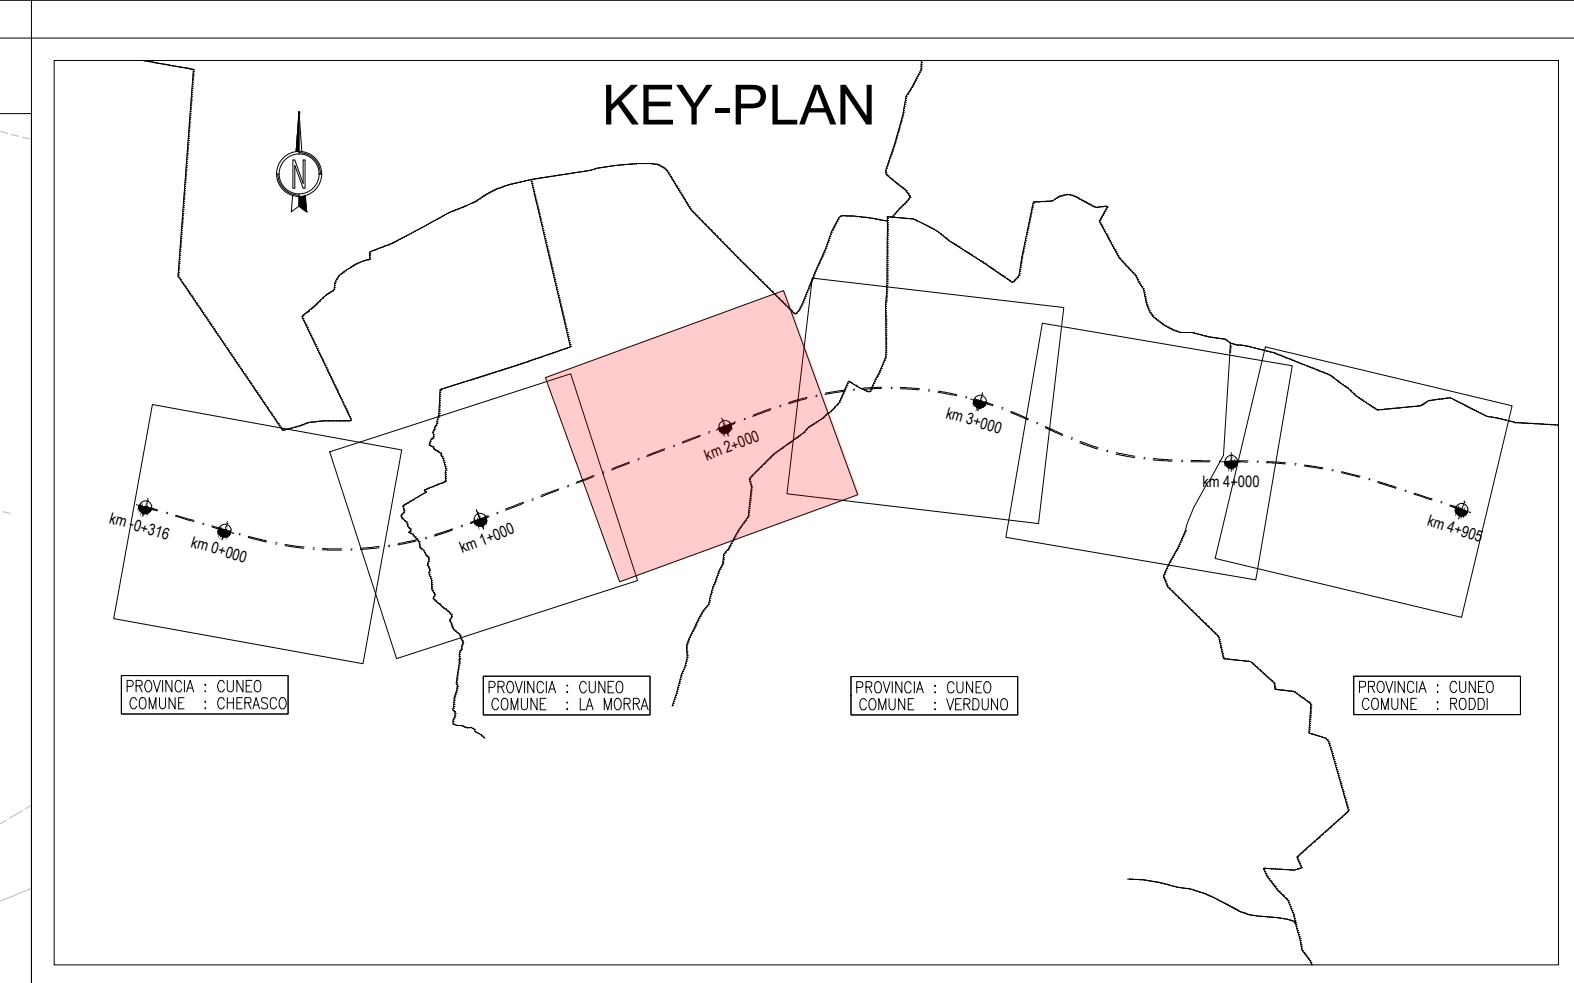 KEY-PLAN
N
km -0+316
km 0+000
km 1+000
km 2+000
km 3+000
km 4+000
km 4+905
PROVINCIA : CUNEO
COMUNE : CHERASCO
PROVINCIA : CUNEO
COMUNE : LA MORRA
PROVINCIA : CUNEO
COMUNE : VERDUNO
PROVINCIA : CUNEO
COMUNE : RODDI